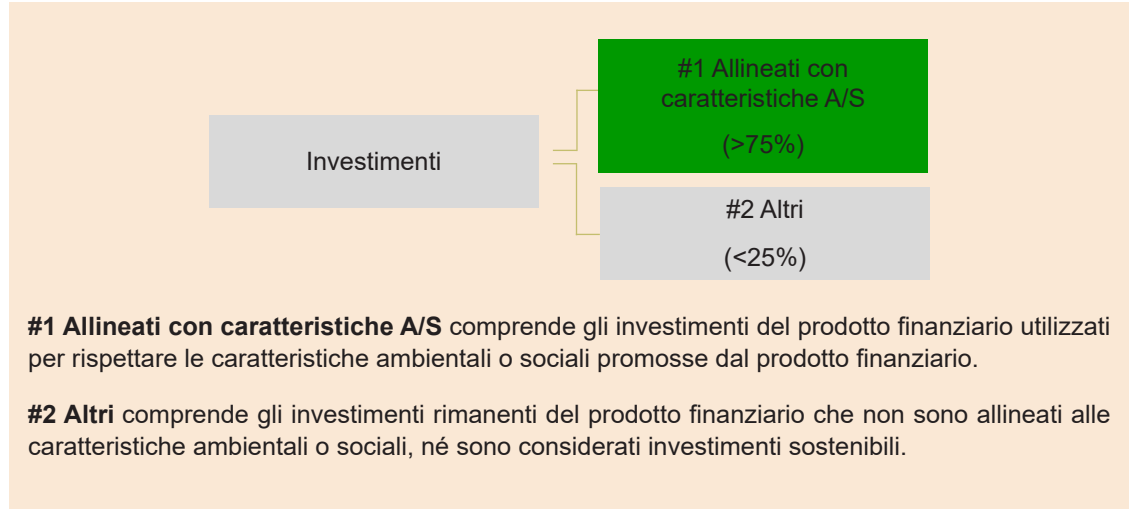 #1 Allineati con
caratteristiche A/S
(>75%)
Investimenti
#2 Altri
(<25%)
#1 Allineati con caratteristiche A/S comprende gli investimenti del prodotto finanziario utilizzati
per rispettare le caratteristiche ambientali o sociali promosse dal prodotto finanziario.
#2 Altri comprende gli investimenti rimanenti del prodotto finanziario che non sono allineati alle
caratteristiche ambientali o sociali, né sono considerati investimenti sostenibili.